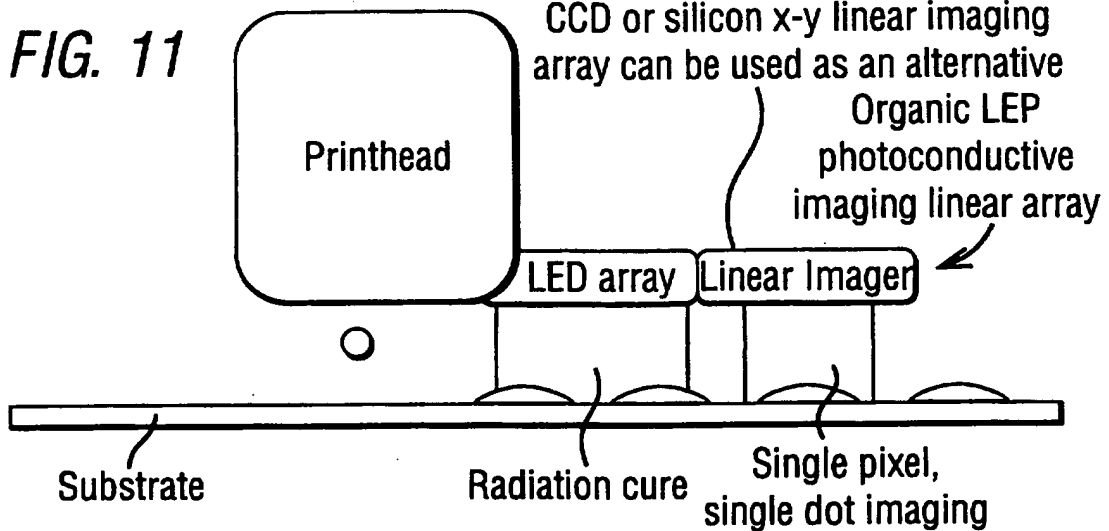 FIG. 11
CCD or silicon x-y linear imaging
array can be used as an alternative
Organic LEP
photoconductive
imaging linear array
Printhead
LED array
Linear Imager
Substrate
Radiation cure
Single pixel,
single dot imaging